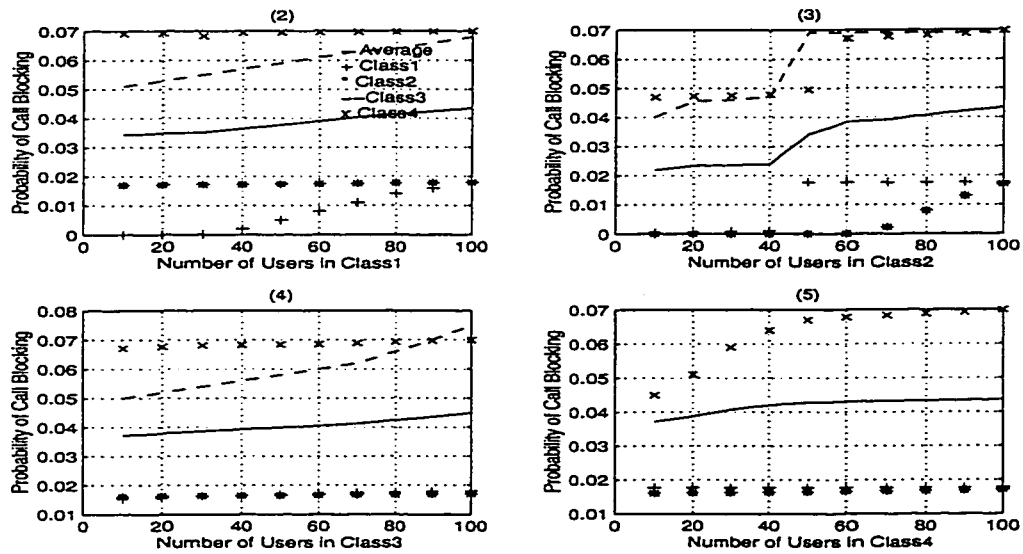 (2)
Probability of Call Blocking
0.07
0.06
0.05
0.04
0.03
0.02
0.01
0
0 20 40 60 80 100
Number of Users in Class1
Average
Class1
Class2
Class3
Class4
(3)
Probability of Call Blocking
0.07
0.06
0.05
0.04
0.03
0.02
0.01
0
0 20 40 60 80 100
Number of Users in Class2
(4)
Probability of Call Blocking
0.08
0.07
0.06
0.05
0.04
0.03
0.02
0.01
0 20 40 60 80 100
Number of Users in Class3
(5)
Probability of Call Blocking
0.07
0.06
0.05
0.04
0.03
0.02
0.01
0 20 40 60 80 100
Number of Users in Class4